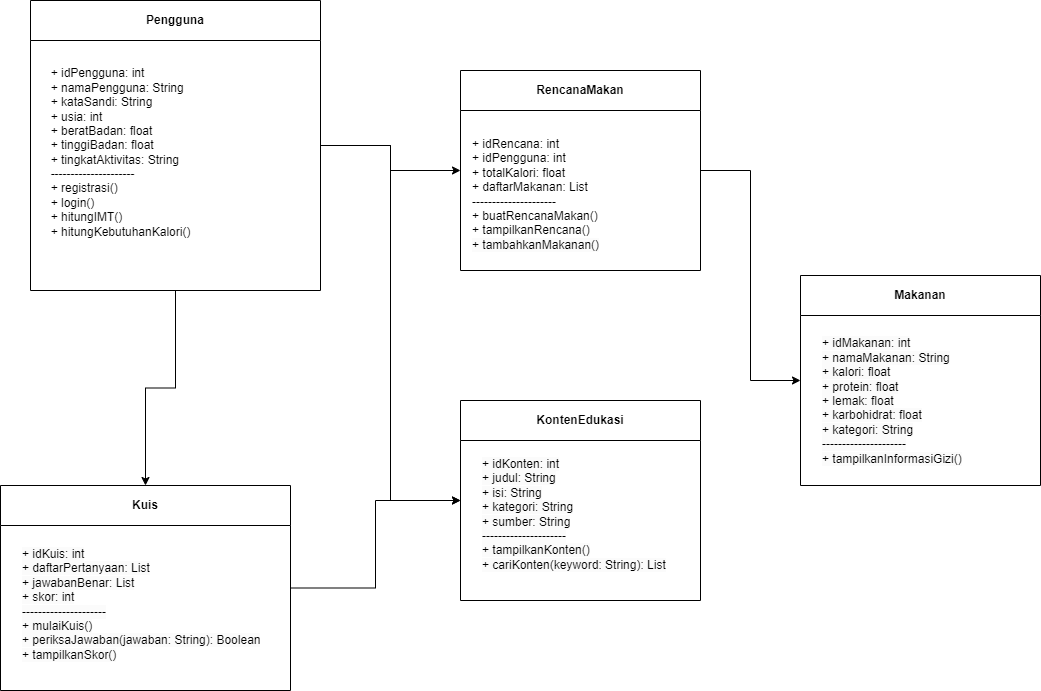 Pengguna
+ idPengguna: int
+ namaPengguna: String
+ kataSandi: String
+ usia: int
+ beratBadan: float
+ tinggiBadan: float
+ tingkatAktivitas: String
---------------------
+ registrasi()
+ login()
+ hitungIMT()
+ hitungKebutuhanKalori()
RencanaMakan
+ idRencana: int
+ idPengguna: int
+ totalKalori: float
+ daftarMakanan: List
---------------------
+ buatRencanaMakan()
+ tampilkanRencana()
+ tambahkanMakanan()
Makanan
+ idMakanan: int
+ namaMakanan: String
+ kalori: float
+ protein: float
+ lemak: float
+ karbohidrat: float
+ kategori: String
---------------------
+ tampilkanInformasiGizi()
KontenEdukasi
+ idKonten: int
+ judul: String
+ isi: String
+ kategori: String
+ sumber: String
---------------------
+ tampilkanKonten()
+ cariKonten(keyword: String): List
Kuis
+ idKuis: int
+ daftarPertanyaan: List
+ jawabanBenar: List
+ skor: int
---------------------
+ mulaiKuis()
+ periksaJawaban(jawaban: String): Boolean
+ tampilkanSkor()